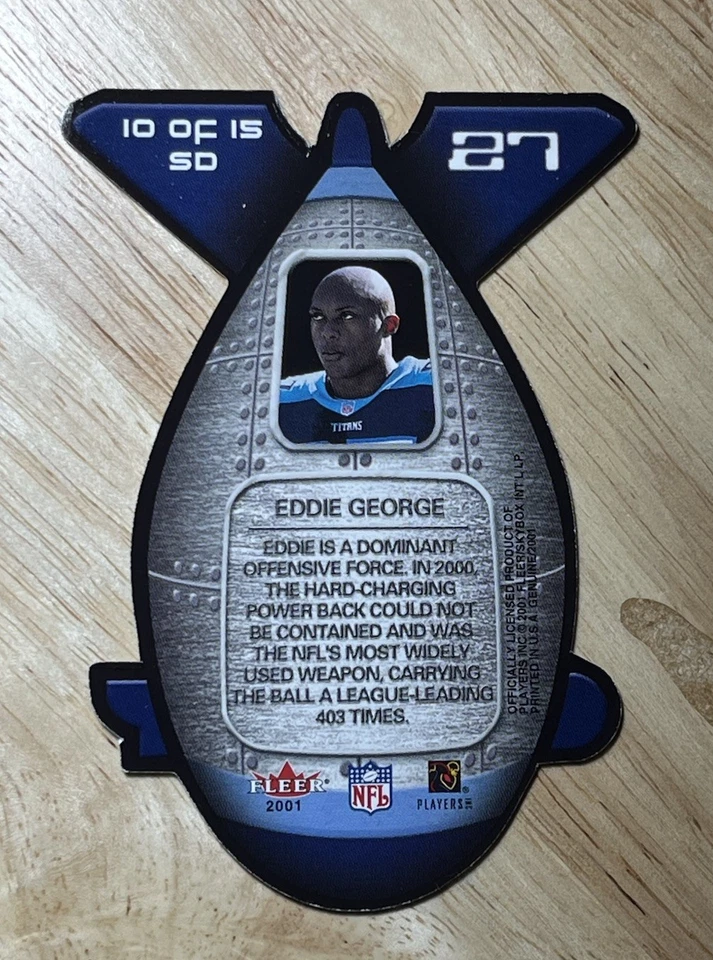 10 OF 15
SD
27
TITANS
EDDIE GEORGE
EDDIE IS A DOMINANT
OFFENSIVE FORCE. IN 2000,
THE HARD-CHARGING
POWER BACK COULD NOT
BE CONTAINED AND WAS
THE NFL'S MOST WIDELY
USED WEAPON, CARRYING
THE BALL A LEAGUE-LEADING
403 TIMES.
OFFICIALLY LICENSED PRODUCT OF
PLAYERS INC © 2001 FLEER/SKYBOX INT'L LP.
PRINTED IN U.S.A. GENUINE/2001
FLEER®
2001
NFL
®
PLAYERS INC